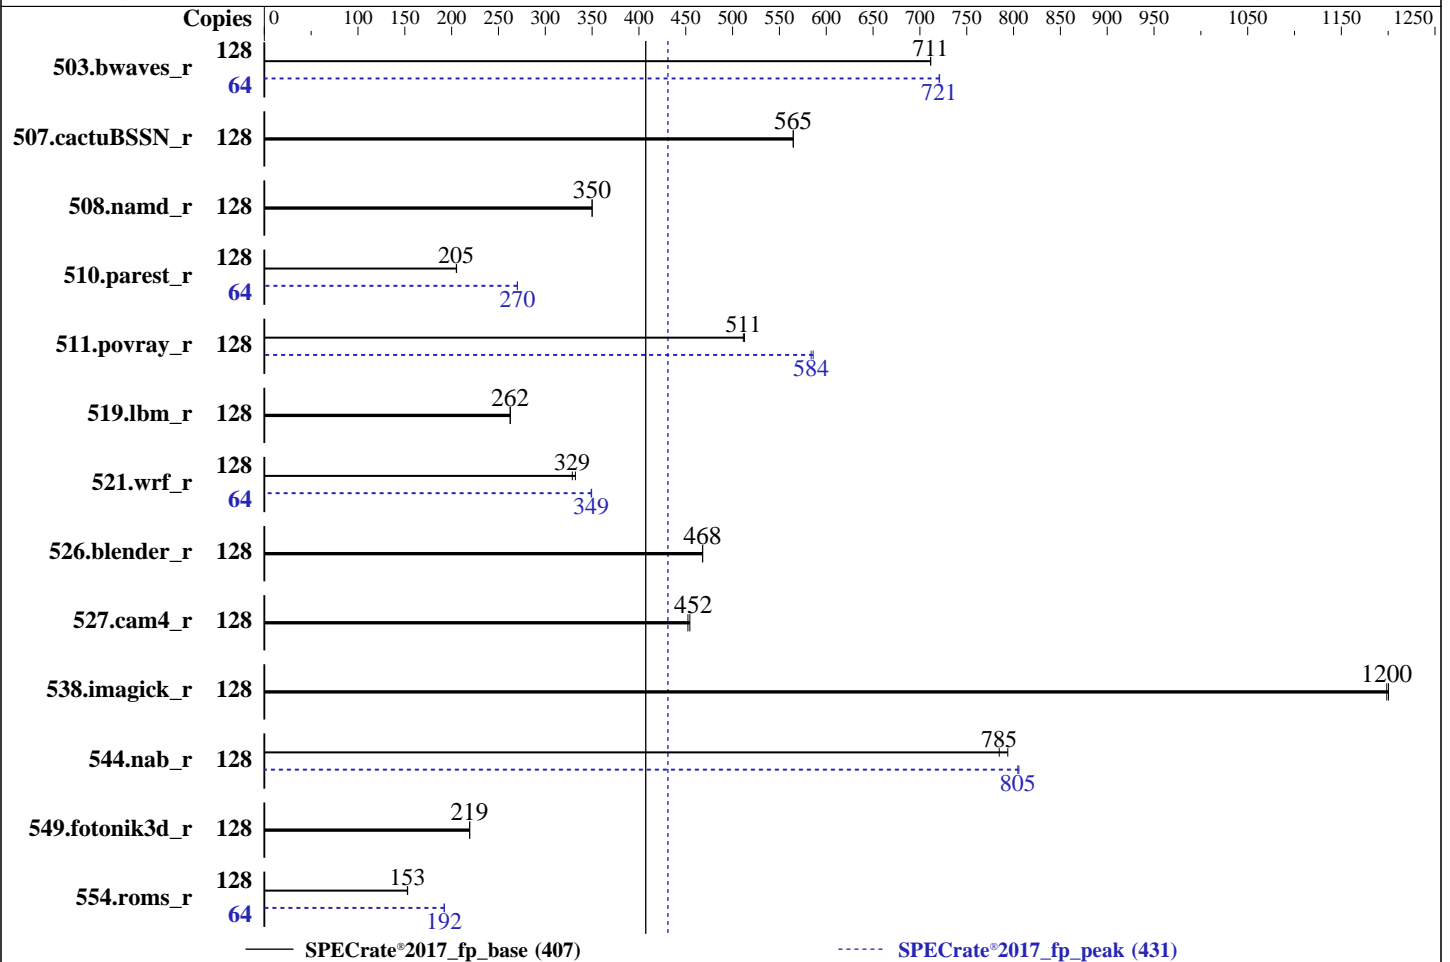 Copies 0 100 150 200 250 300 350 400 450 500 550 600 650 700 750 800 850 900 950 1050 1150 1250
503.bwaves_r 128 711
64 721
507.cactuBSSN_r 128 565
508.namd_r 128 350
510.parest_r 128 205
64 270
511.povray_r 128 511
584
519.lbm_r 128 262
521.wrf_r 128 329
64 349
526.blender_r 128 468
527.cam4_r 128 452
538.imagick_r 128 1200
544.nab_r 128 785
805
549.fotonik3d_r 128 219
554.roms_r 128 153
64 192
SPECrate®2017_fp_base (407) SPECrate®2017_fp_peak (431)